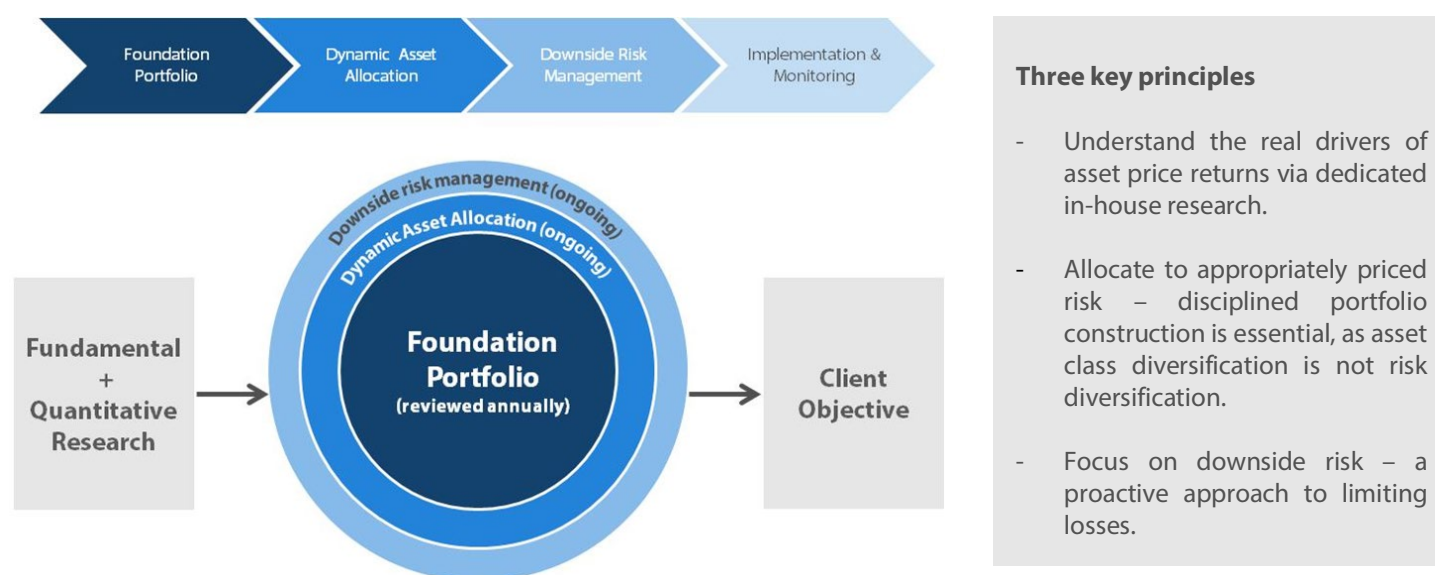 Foundation
Portfolio
Dynamic Asset
Allocation
Downside Risk
Management
Implementation &
Monitoring
Downside risk management (ongoing)
Dynamic Asset Allocation (ongoing)
Foundation
Portfolio
(reviewed annually)
Fundamental
+
Quantitative
Research
Client
Objective
Three key principles
- Understand the real drivers of
asset price returns via dedicated
in-house research.
- Allocate to appropriately priced
risk – disciplined portfolio
construction is essential, as asset
class diversification is not risk
diversification.
- Focus on downside risk – a
proactive approach to limiting
losses.